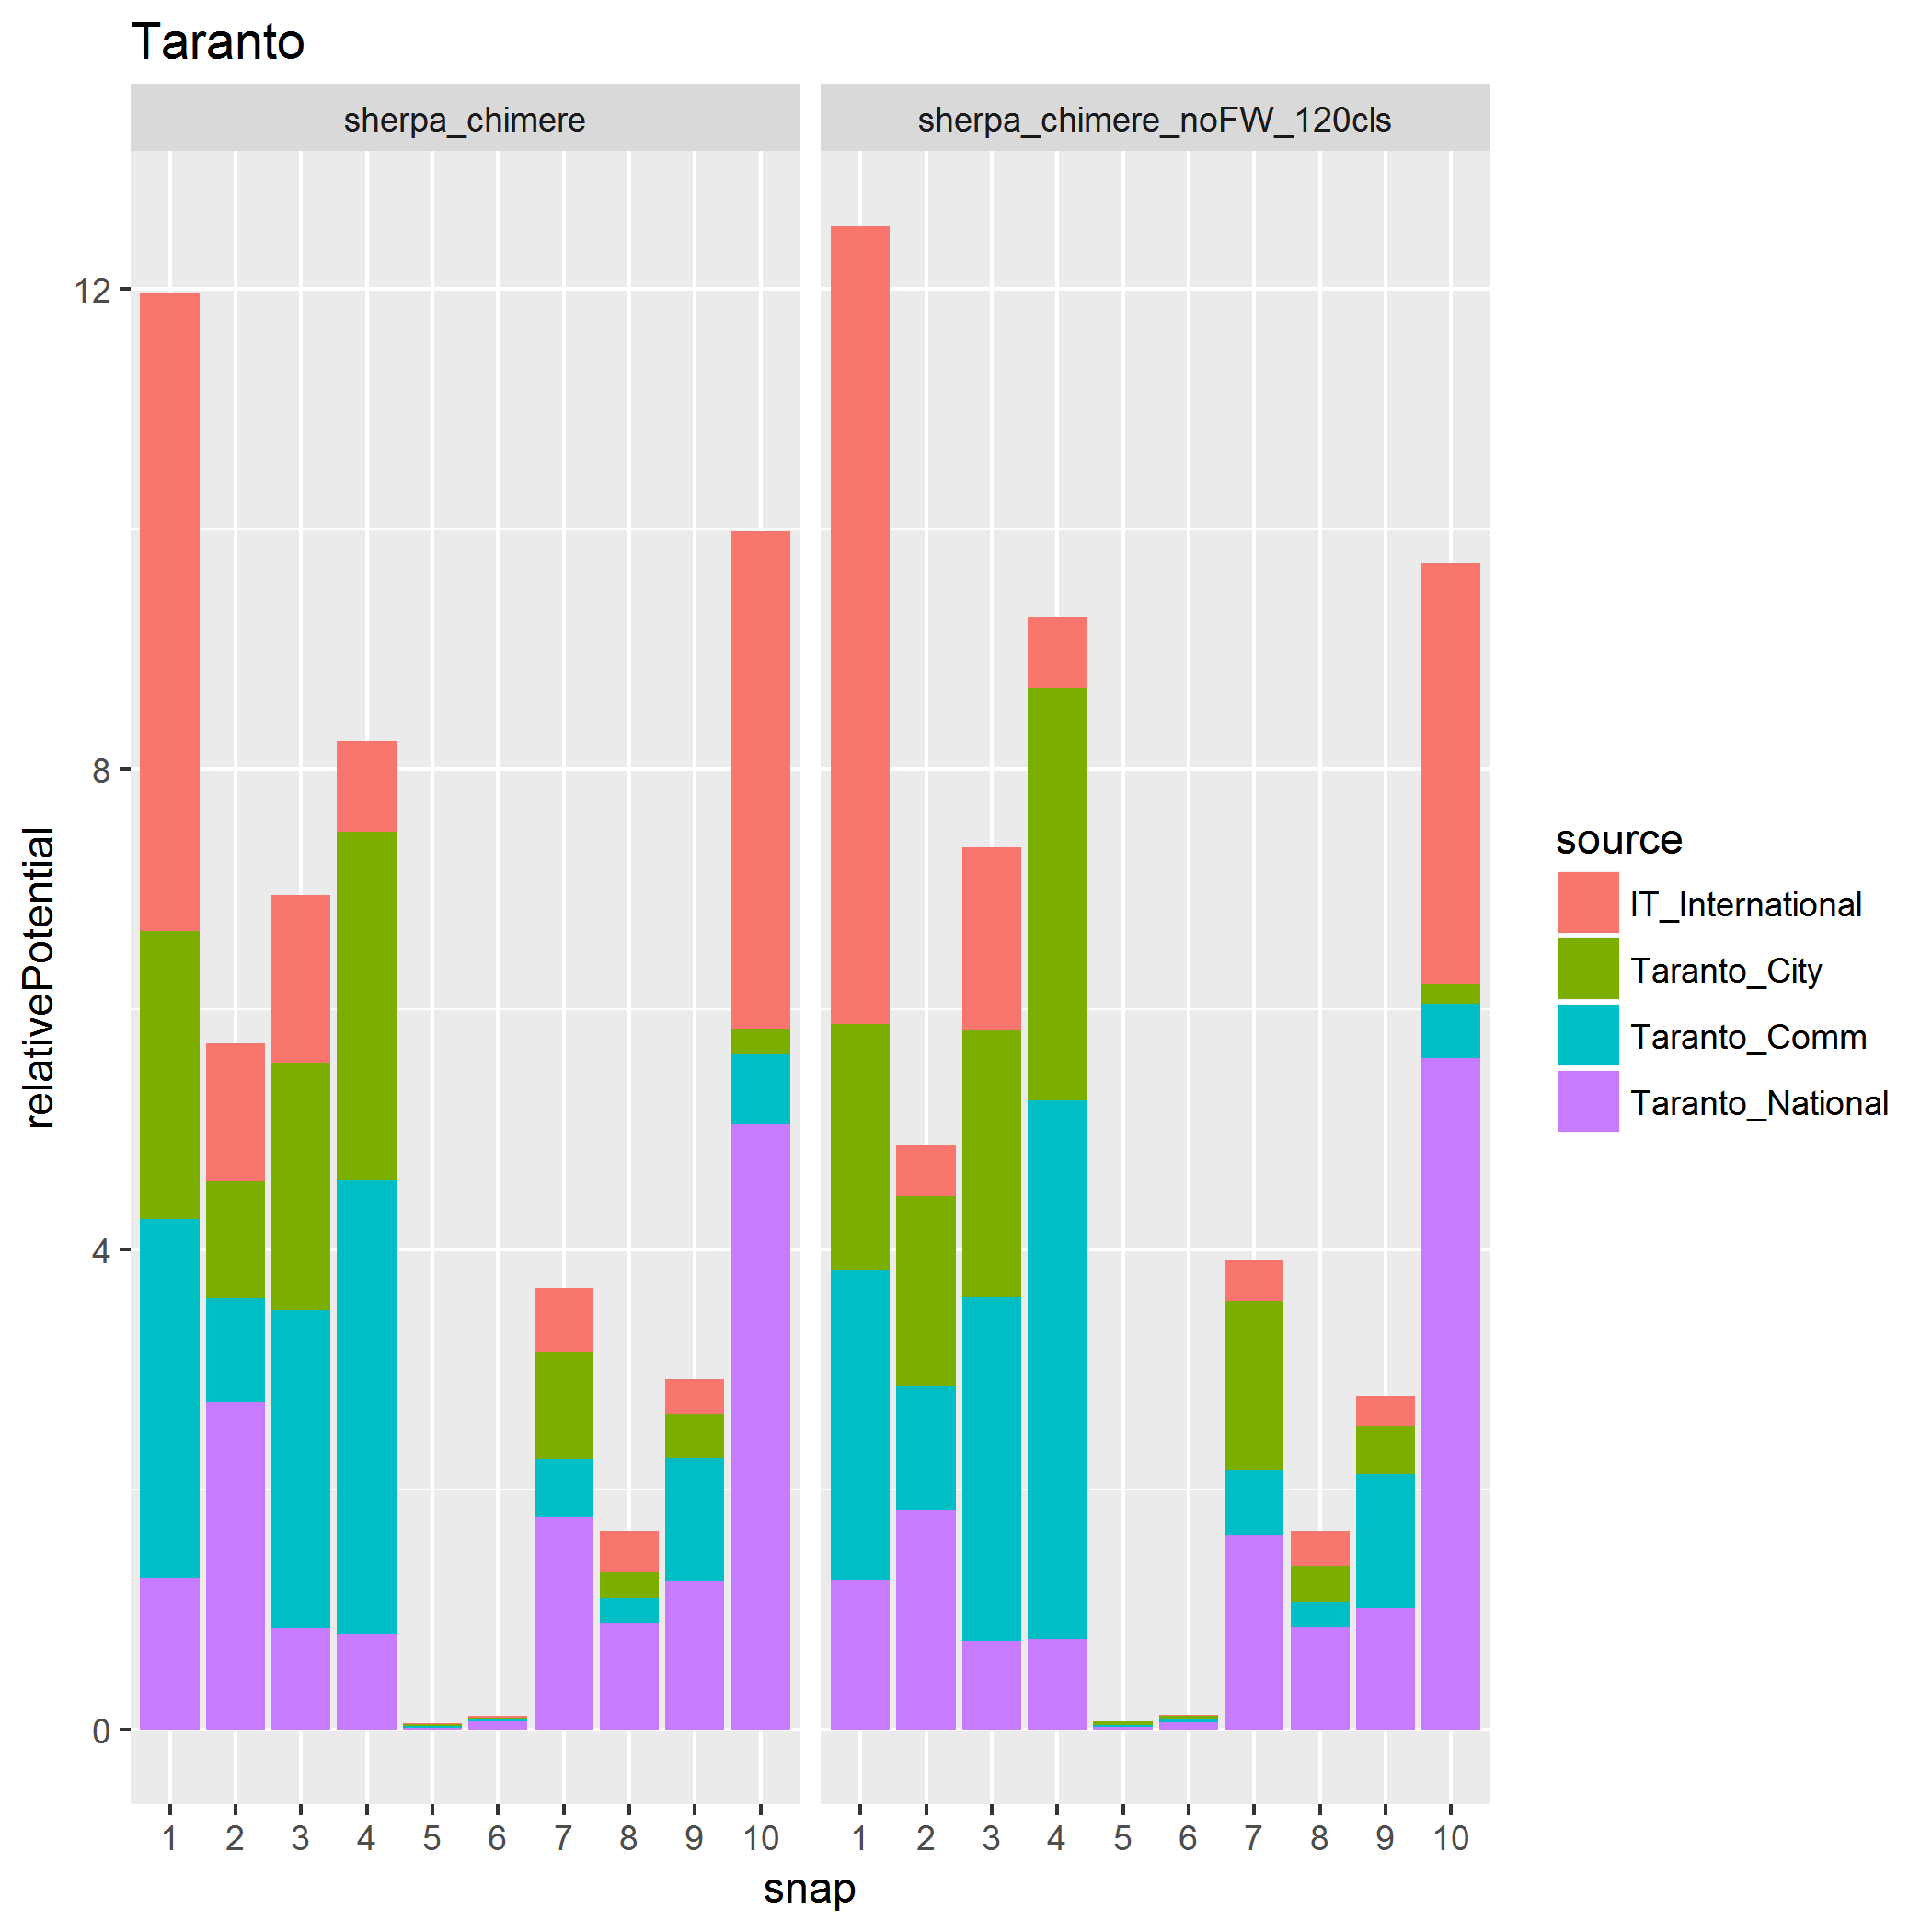 Taranto
sherpa_chimere
sherpa_chimere_noFW_120cls
12
8
4
0
relativePotential
1 2 3 4 5 6 7 8 9 10
1 2 3 4 5 6 7 8 9 10
snap
source
IT_International
Taranto_City
Taranto_Comm
Taranto_National